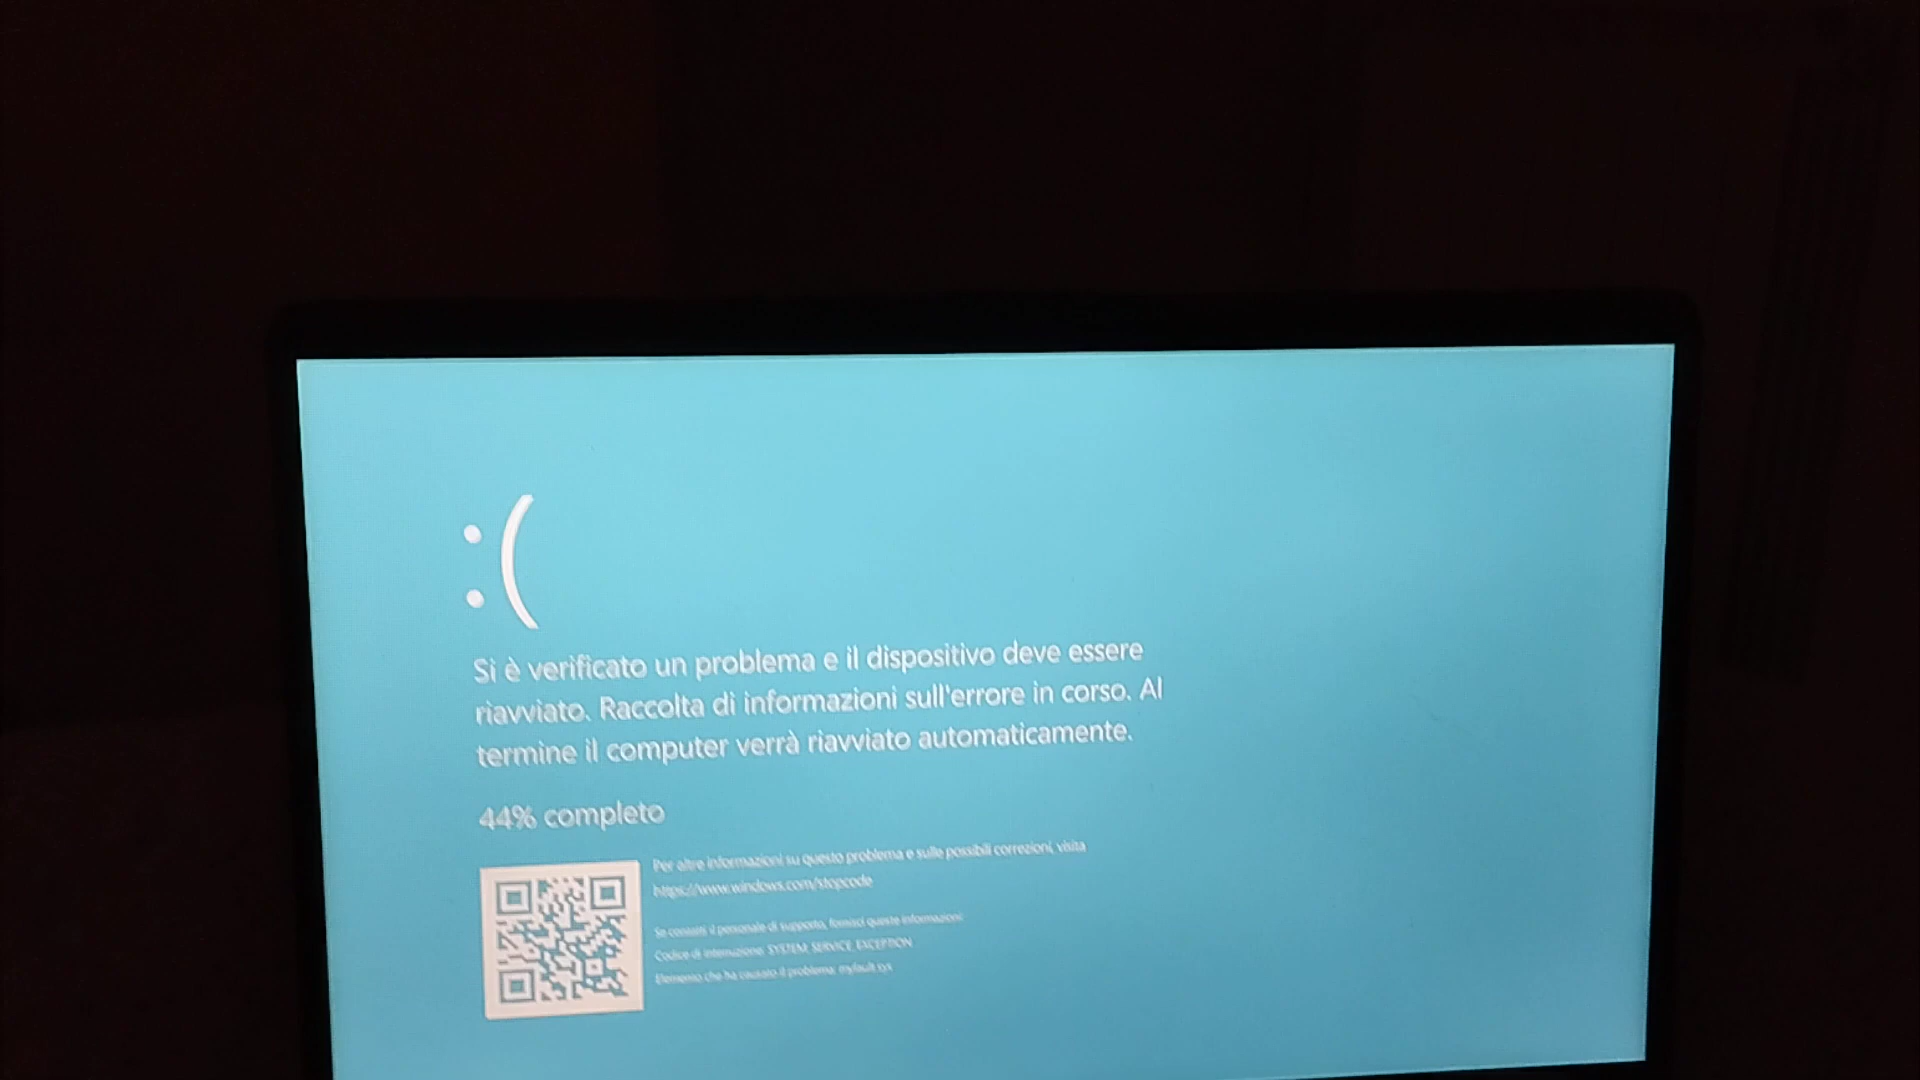 :(
Si è verificato un problema e il dispositivo deve essere
riavviato. Raccolta di informazioni sull'errore in corso. Al
termine il computer verrà riavviato automaticamente.
44% completo
Per altre informazioni su questo problema e sulle possibili correzioni, visita
https://www.windows.com/stopcode
Se contatti il personale di supporto, fornisci queste informazioni:
Codice di interruzione: SYSTEM_SERVICE_EXCEPTION
Elemento che ha causato il problema: myfault.sys